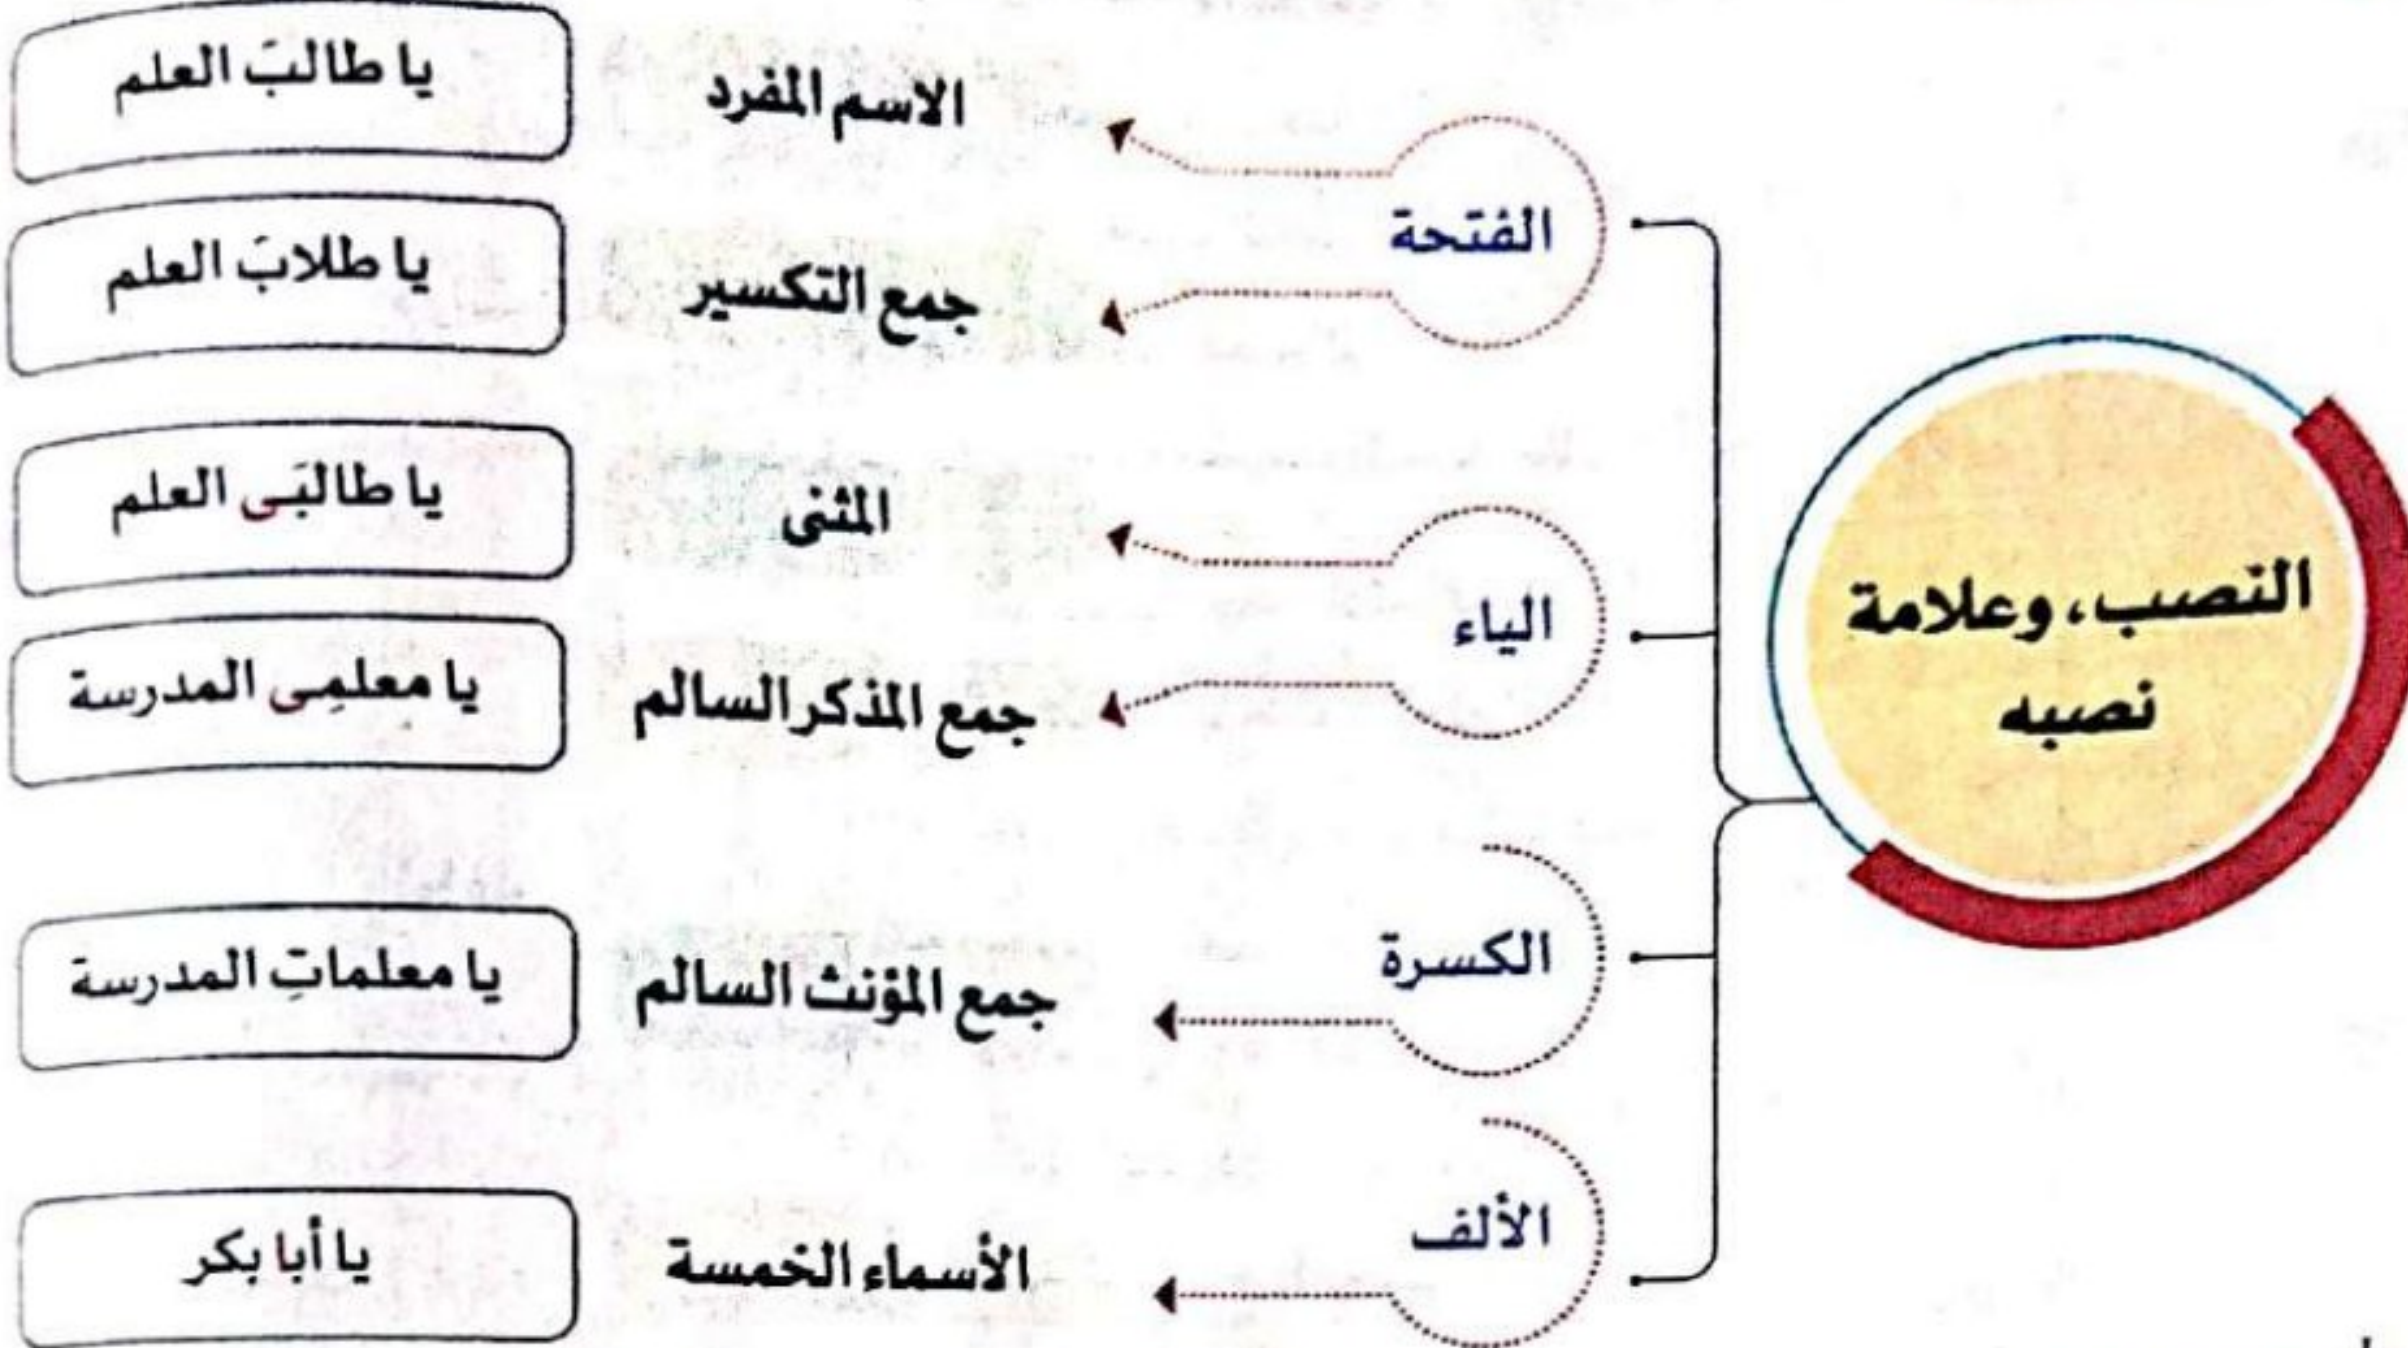 النصب، وعلامة
نصبه
الفتحة
الاسم المفرد
يا طالبَ العلم
جمع التكسير
يا طلابَ العلم
الياء
المثنى
يا طالبَى العلم
جمع المذكر السالم
يا معلمِى المدرسة
الكسرة
جمع المؤنث السالم
يا معلماتِ المدرسة
الألف
الأسماء الخمسة
يا أبا بكر